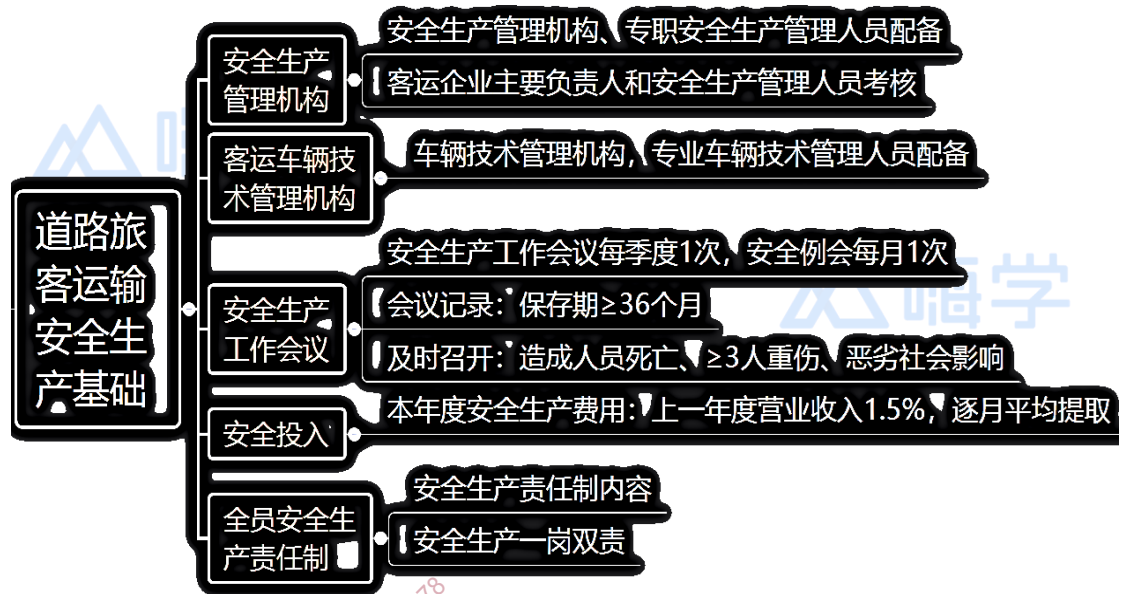 安全生产管理机构、专职安全生产管理人员配备
安全生产
管理机构
客运企业主要负责人和安全生产管理人员考核
客运车辆技
术管理机构
车辆技术管理机构，专业车辆技术管理人员配备
道路旅
客运输
安全生
产基础
安全生产工作会议每季度1次，安全例会每月1次
安全生产
工作会议
会议记录：保存期≥36个月
及时召开：造成人员死亡、≥3人重伤、恶劣社会影响
安全投入
本年度安全生产费用：上一年度营业收入1.5%，逐月平均提取
全员安全生
产责任制
安全生产责任制内容
安全生产一岗双责
嗨学
78